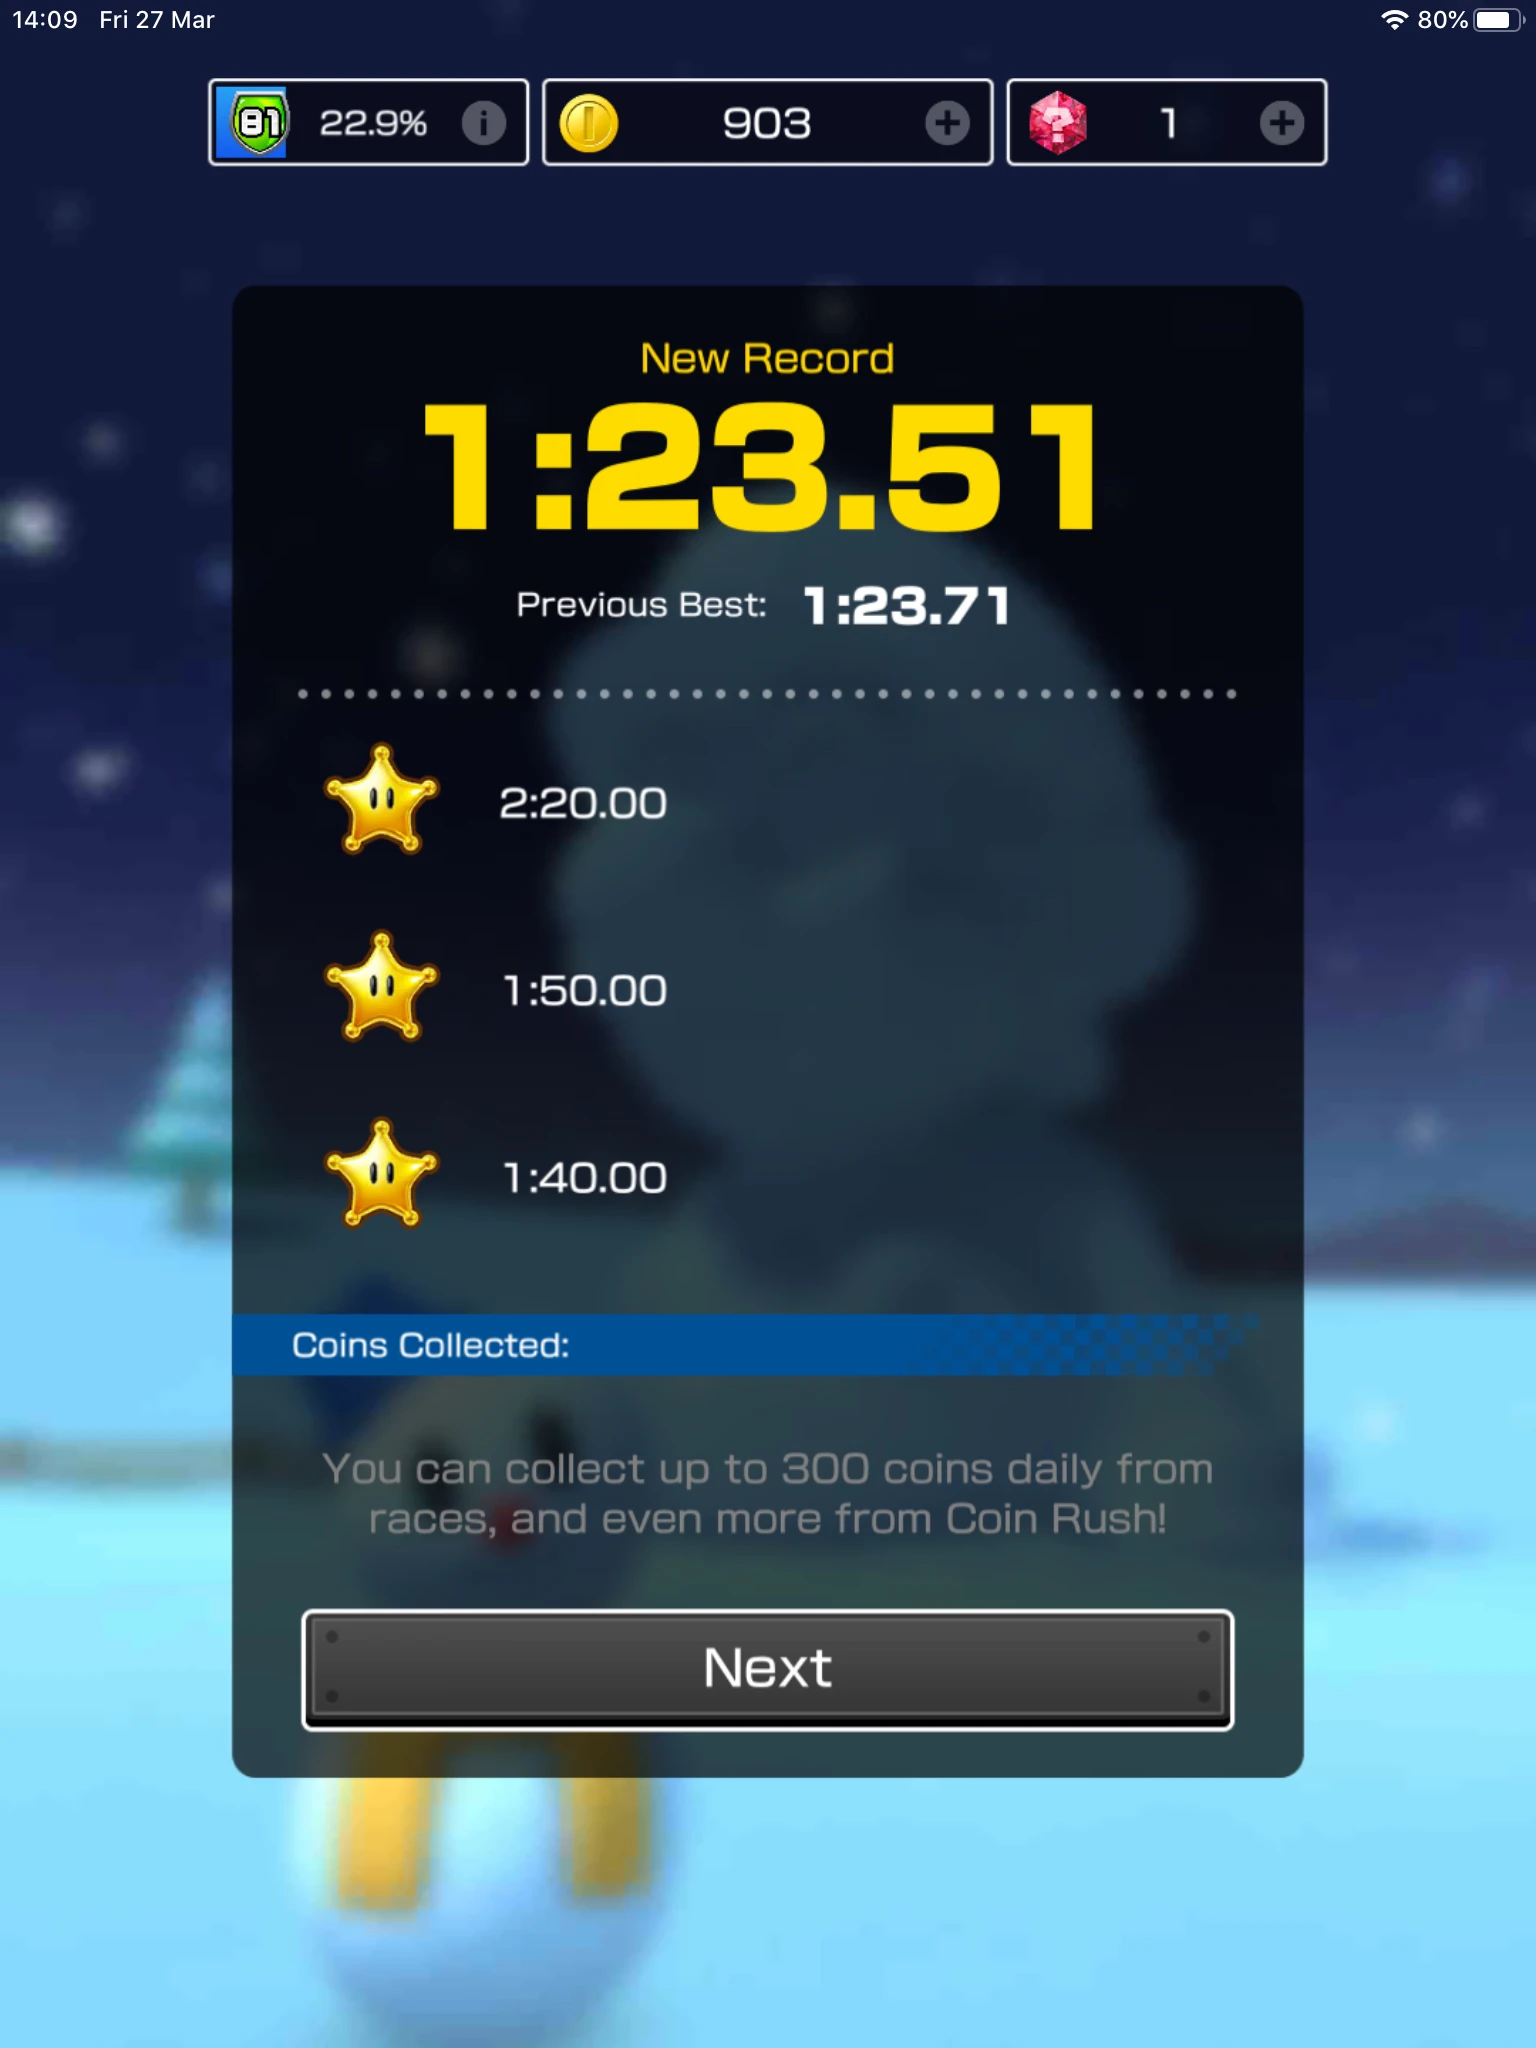 14:09 Fri 27 Mar 80%
81 22.9% i 903 + ? 1 +
New Record
1:23.51
Previous Best: 1:23.71
2:20.00
1:50.00
1:40.00
Coins Collected:
You can collect up to 300 coins daily from
races, and even more from Coin Rush!
Next